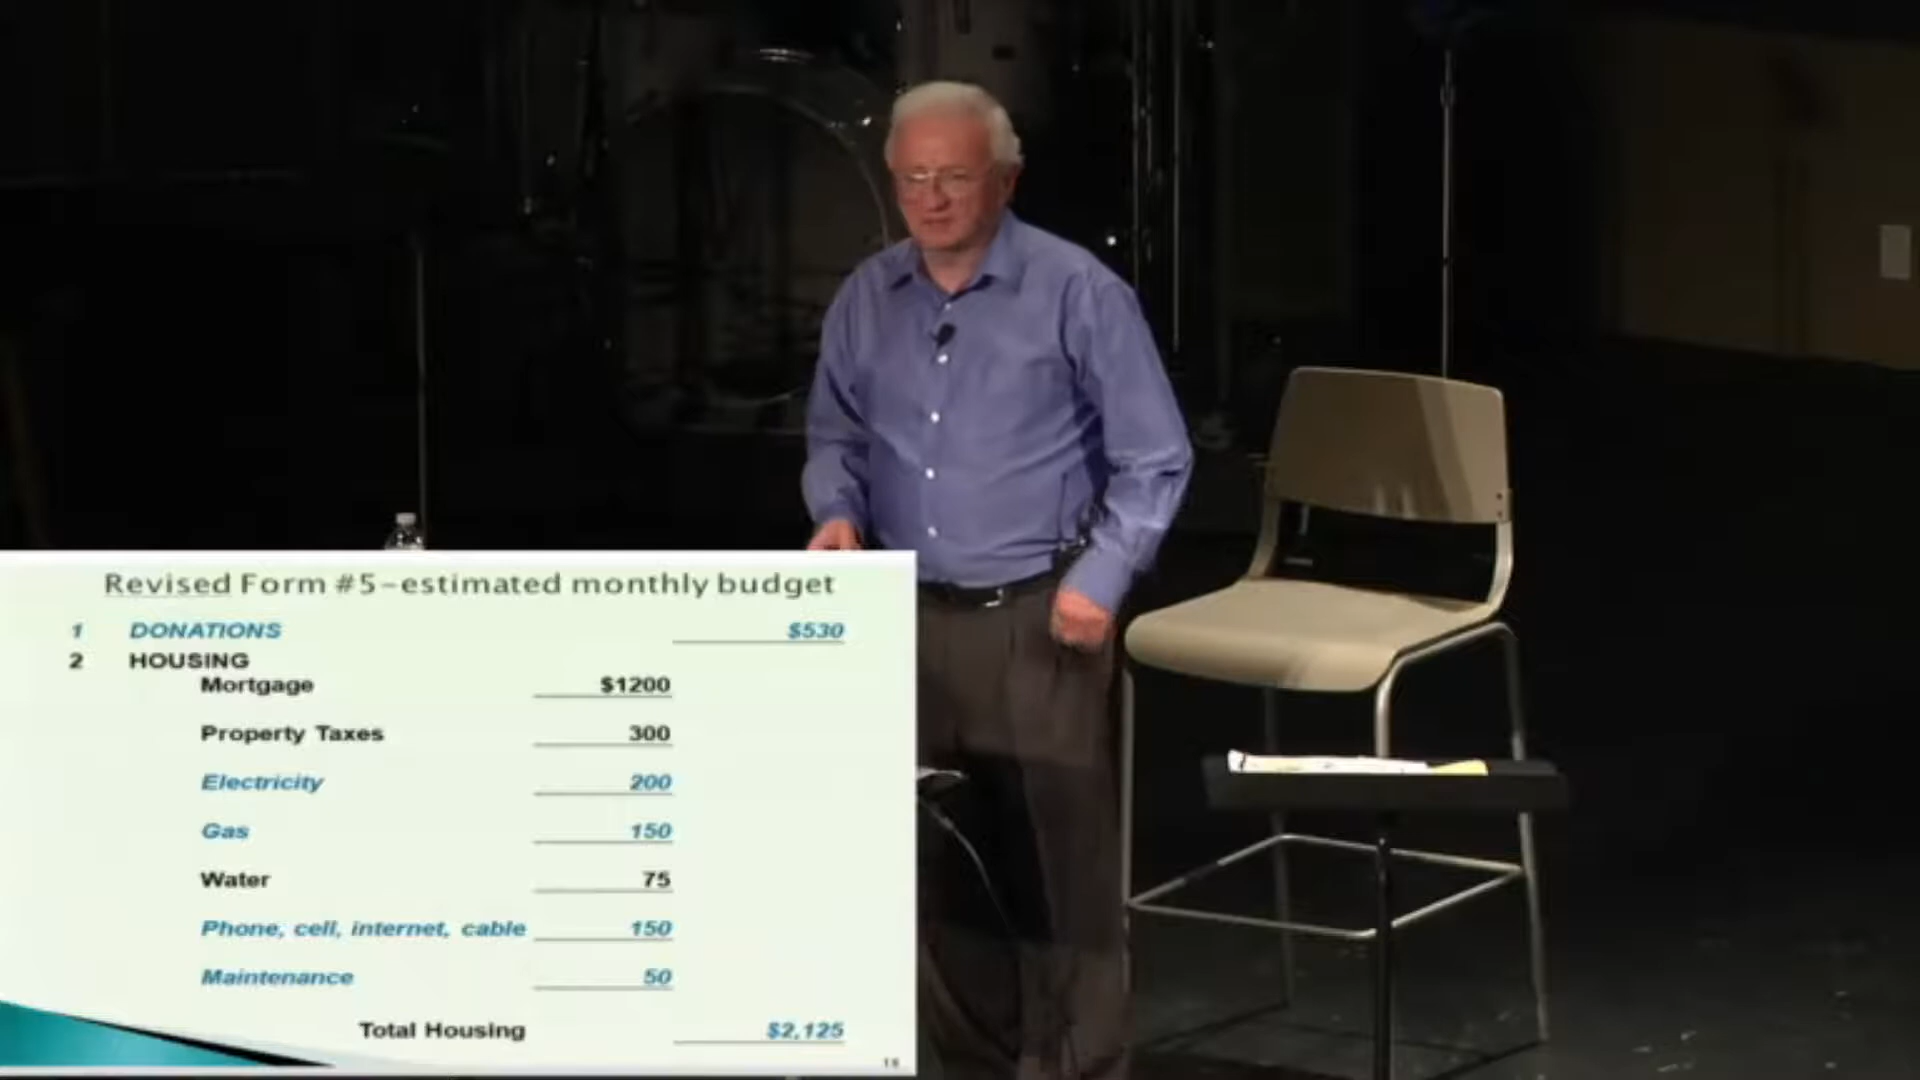 Revised Form #5-estimated monthly budget
1 DONATIONS $530
2 HOUSING
Mortgage $1200
Property Taxes 300
Electricity 200
Gas 150
Water 75
Phone, cell, internet, cable 150
Maintenance 50
Total Housing $2,125